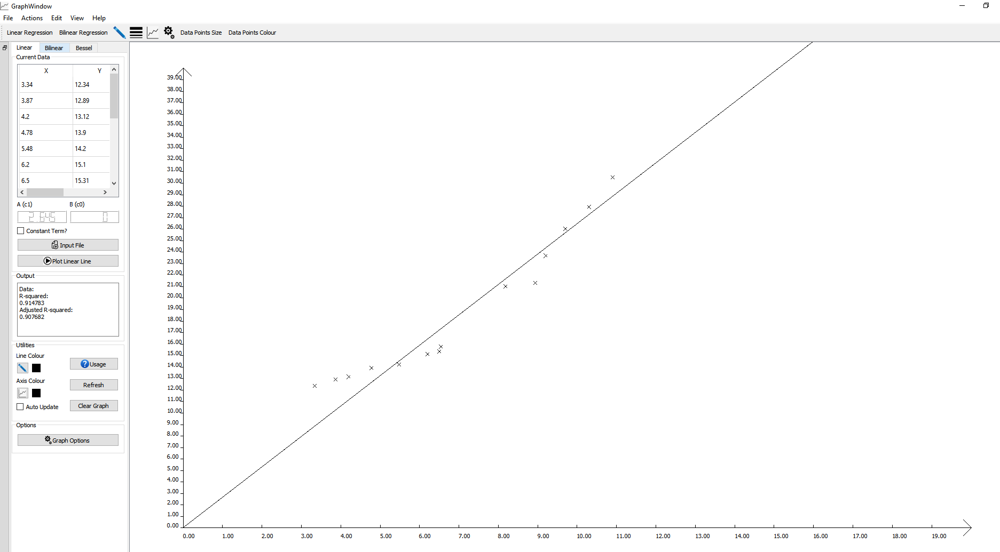 GraphWindow
File Actions Edit View Help
Linear Regression Bilinear Regression Data Points Size Data Points Colour
Linear Bilinear Bessel
Current Data
X Y
3.34 12.34
3.87 12.89
4.2 13.12
4.78 13.9
5.48 14.2
6.2 15.1
6.5 15.31
A (c1) B (c0)
2.645 0
Constant Term?
Input File
Plot Linear Line
Output
Data:
R-squared:
0.914783
Adjusted R-squared:
0.907682
Utilities
Line Colour
Usage
Axis Colour
Refresh
Auto Update
Clear Graph
Options
Graph Options
39.00
38.00
37.00
36.00
35.00
34.00
33.00
32.00
31.00
30.00
29.00
28.00
27.00
26.00
25.00
24.00
23.00
22.00
21.00
20.00
19.00
18.00
17.00
16.00
15.00
14.00
13.00
12.00
11.00
10.00
9.00
8.00
7.00
6.00
5.00
4.00
3.00
2.00
1.00
0.00
0.00 1.00 2.00 3.00 4.00 5.00 6.00 7.00 8.00 9.00 10.00 11.00 12.00 13.00 14.00 15.00 16.00 17.00 18.00 19.00